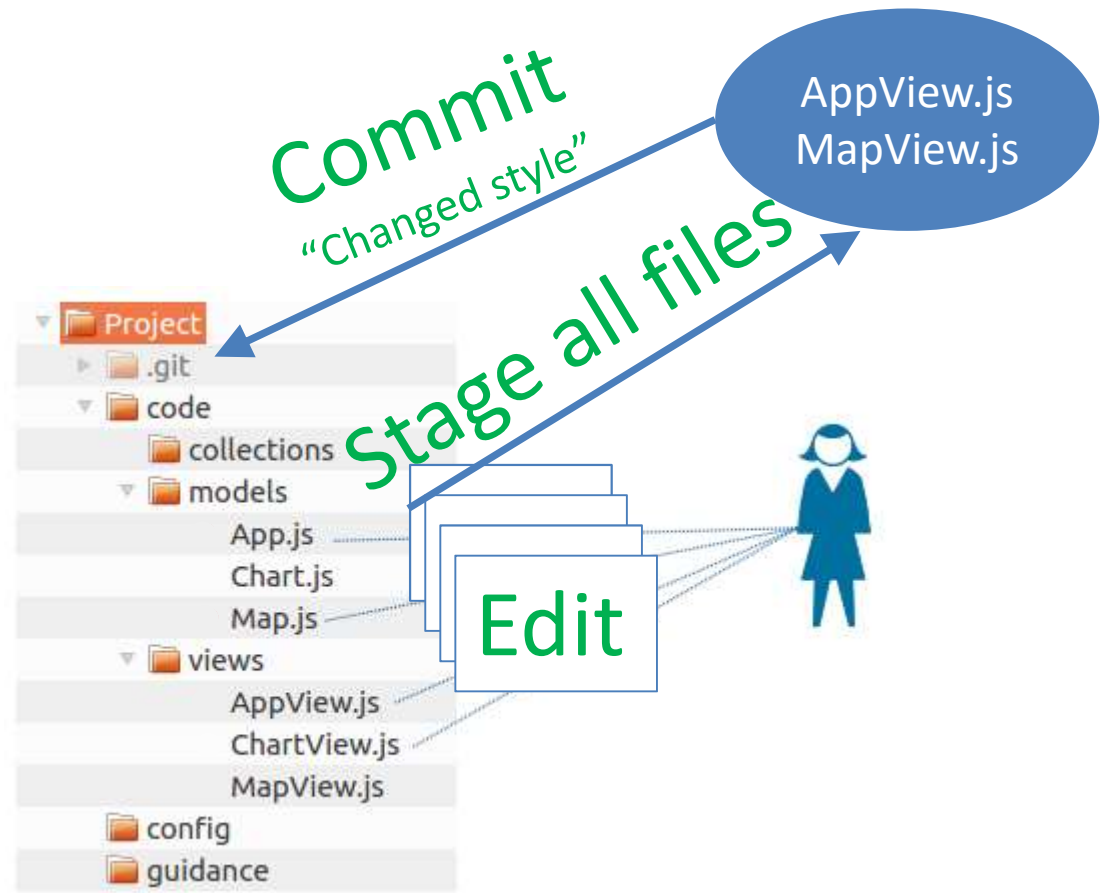 Commit
“Changed style”
AppView.js
MapView.js
Stage all files
Project
.git
code
collections
models
App.js
Chart.js
Map.js
views
AppView.js
ChartView.js
MapView.js
config
guidance
Edit